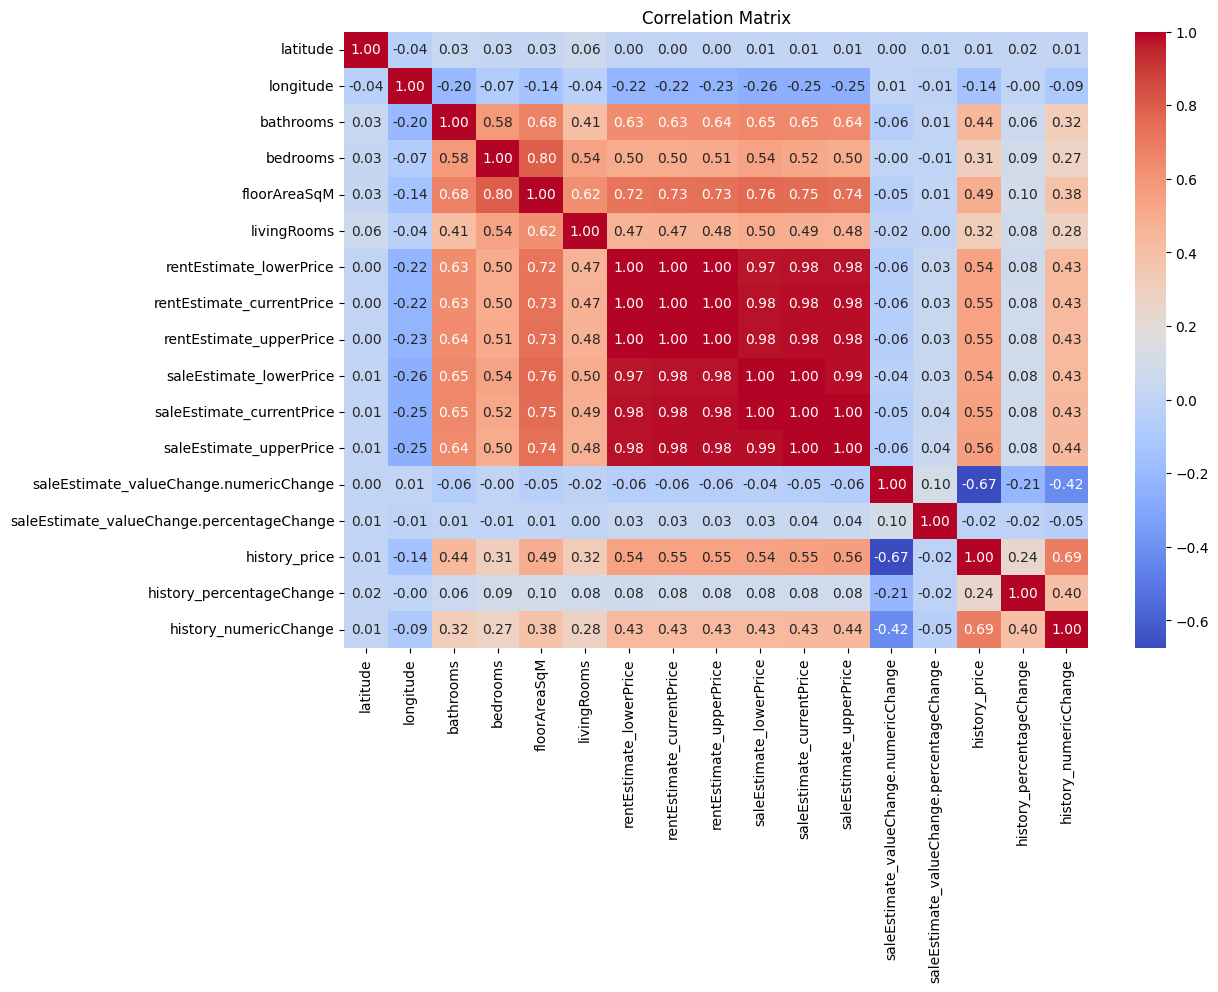 Correlation Matrix
latitude 1.00 -0.04 0.03 0.03 0.03 0.06 0.00 0.00 0.00 0.01 0.01 0.01 0.00 0.01 0.01 0.02 0.01
longitude -0.04 1.00 -0.20 -0.07 -0.14 -0.04 -0.22 -0.22 -0.23 -0.26 -0.25 -0.25 0.01 -0.01 -0.14 -0.00 -0.09
bathrooms 0.03 -0.20 1.00 0.58 0.68 0.41 0.63 0.63 0.64 0.65 0.65 0.64 -0.06 0.01 0.44 0.06 0.32
bedrooms 0.03 -0.07 0.58 1.00 0.80 0.54 0.50 0.50 0.51 0.54 0.52 0.50 -0.00 -0.01 0.31 0.09 0.27
floorAreaSqM 0.03 -0.14 0.68 0.80 1.00 0.62 0.72 0.73 0.73 0.76 0.75 0.74 -0.05 0.01 0.49 0.10 0.38
livingRooms 0.06 -0.04 0.41 0.54 0.62 1.00 0.47 0.47 0.48 0.50 0.49 0.48 -0.02 0.00 0.32 0.08 0.28
rentEstimate_lowerPrice 0.00 -0.22 0.63 0.50 0.72 0.47 1.00 1.00 1.00 0.97 0.98 0.98 -0.06 0.03 0.54 0.08 0.43
rentEstimate_currentPrice 0.00 -0.22 0.63 0.50 0.73 0.47 1.00 1.00 1.00 0.98 0.98 0.98 -0.06 0.03 0.55 0.08 0.43
rentEstimate_upperPrice 0.00 -0.23 0.64 0.51 0.73 0.48 1.00 1.00 1.00 0.98 0.98 0.98 -0.06 0.03 0.55 0.08 0.43
saleEstimate_lowerPrice 0.01 -0.26 0.65 0.54 0.76 0.50 0.97 0.98 0.98 1.00 1.00 0.99 -0.04 0.03 0.54 0.08 0.43
saleEstimate_currentPrice 0.01 -0.25 0.65 0.52 0.75 0.49 0.98 0.98 0.98 1.00 1.00 1.00 -0.05 0.04 0.55 0.08 0.43
saleEstimate_upperPrice 0.01 -0.25 0.64 0.50 0.74 0.48 0.98 0.98 0.98 0.99 1.00 1.00 -0.06 0.04 0.56 0.08 0.44
saleEstimate_valueChange.numericChange 0.00 0.01 -0.06 -0.00 -0.05 -0.02 -0.06 -0.06 -0.06 -0.04 -0.05 -0.06 1.00 0.10 -0.67 -0.21 -0.42
saleEstimate_valueChange.percentageChange 0.01 -0.01 0.01 -0.01 0.01 0.00 0.03 0.03 0.03 0.03 0.04 0.04 0.10 1.00 -0.02 -0.02 -0.05
history_price 0.01 -0.14 0.44 0.31 0.49 0.32 0.54 0.55 0.55 0.54 0.55 0.56 -0.67 -0.02 1.00 0.24 0.69
history_percentageChange 0.02 -0.00 0.06 0.09 0.10 0.08 0.08 0.08 0.08 0.08 0.08 0.08 -0.21 -0.02 0.24 1.00 0.40
history_numericChange 0.01 -0.09 0.32 0.27 0.38 0.28 0.43 0.43 0.43 0.43 0.43 0.44 -0.42 -0.05 0.69 0.40 1.00
latitude
longitude
bathrooms
bedrooms
floorAreaSqM
livingRooms
rentEstimate_lowerPrice
rentEstimate_currentPrice
rentEstimate_upperPrice
saleEstimate_lowerPrice
saleEstimate_currentPrice
saleEstimate_upperPrice
saleEstimate_valueChange.numericChange
saleEstimate_valueChange.percentageChange
history_price
history_percentageChange
history_numericChange
1.0
0.8
0.6
0.4
0.2
0.0
−0.2
−0.4
−0.6